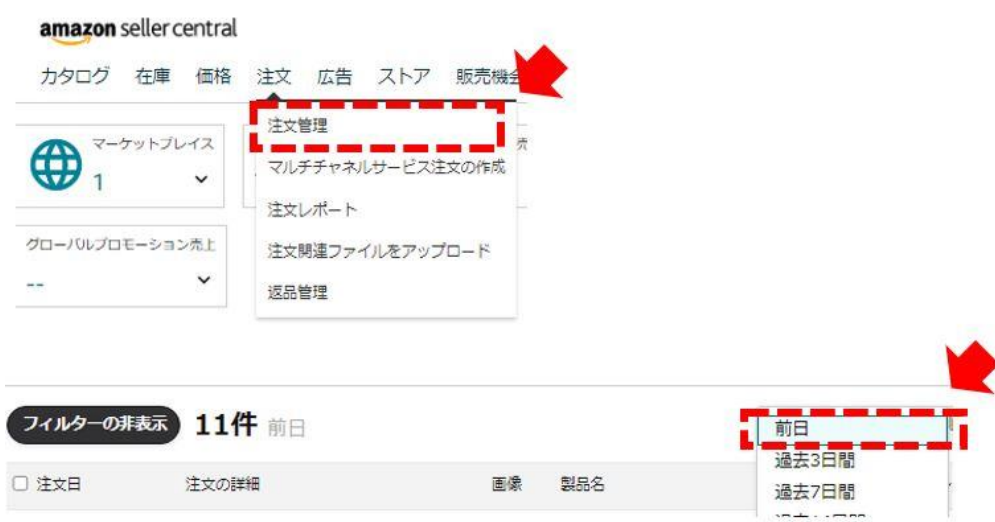 amazon seller central
カタログ 在庫 価格 注文 広告 ストア 販売機会
注文管理
マーケットプレイス
1
マルチチャネルサービス注文の作成
注文レポート
グローバルプロモーション売上
--
注文関連ファイルをアップロード
返品管理
フィルターの非表示 11件 前日
前日
過去3日間
過去7日間
注文日 注文の詳細 画像 製品名